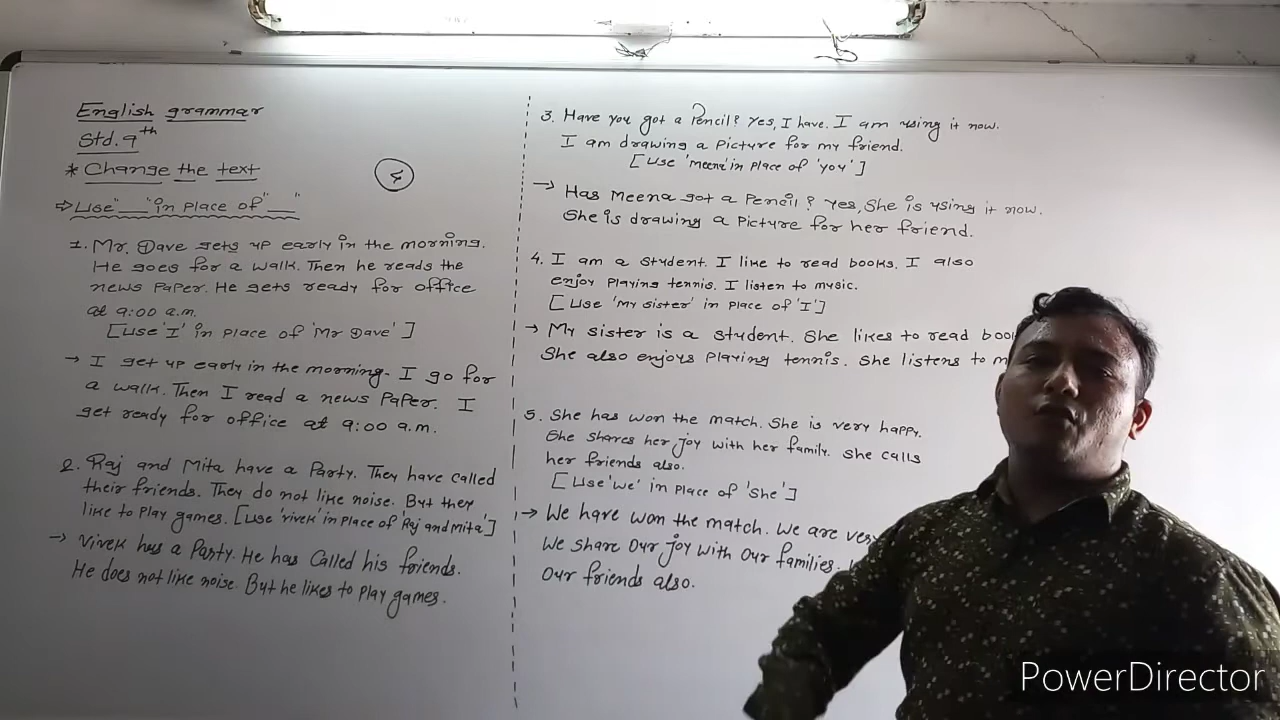 English grammar
Std. 9th
* Change the text
4
⇒ Use "___" in place of "___"
1. Mr. Dave gets up early in the morning.
He goes for a walk. Then he reads the
news paper. He gets ready for office
at 9:00 a.m.
[Use 'I' in place of 'Mr Dave']
→ I get up early in the morning. I go for
a walk. Then I read a news paper. I
get ready for office at 9:00 a.m.
2. Raj and Mita have a party. They have called
their friends. They do not like noise. But they
like to play games. [Use 'vivek' in place of 'Raj and Mita']
→ Vivek has a party. He has called his friends.
He does not like noise. But he likes to play games.
3. Have you got a pencil? Yes, I have. I am using it now.
I am drawing a picture for my friend.
[Use 'Meena' in place of 'you']
→ Has Meena got a pencil? Yes, she is using it now.
She is drawing a picture for her friend.
4. I am a student. I like to read books. I also
enjoy playing tennis. I listen to music.
[Use 'My sister' in place of 'I']
→ My sister is a student. She likes to read boo
She also enjoys playing tennis. She listens to m
5. She has won the match. She is very happy.
She shares her joy with her family. She calls
her friends also.
[Use 'we' in place of 'she']
→ We have won the match. We are very
We share our joy with our families.
our friends also.
PowerDirector